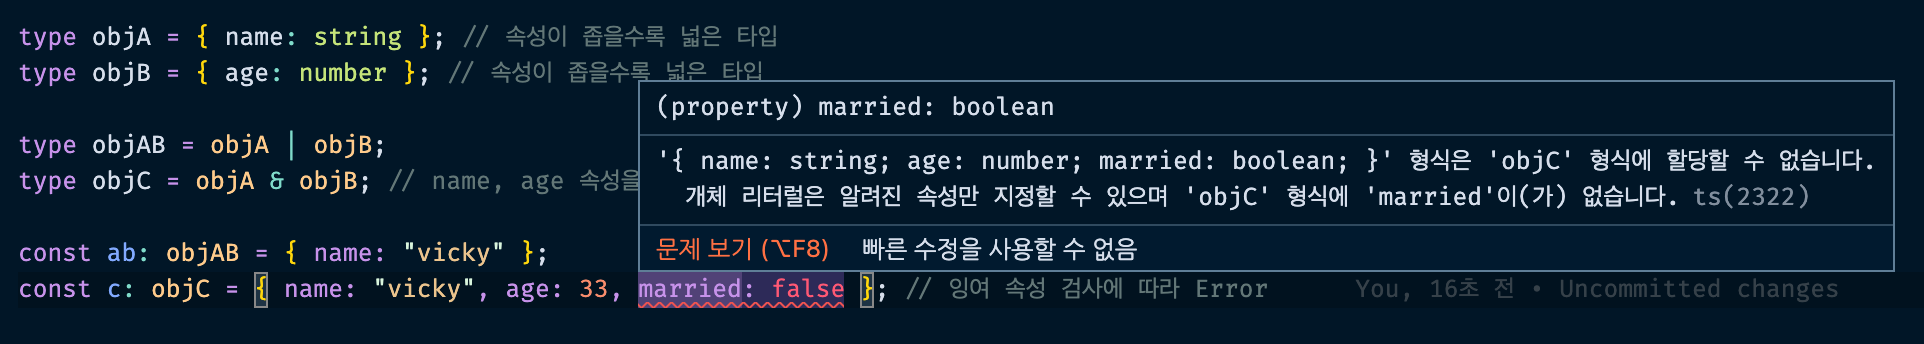 type objA = { name: string }; // 속성이 좁을수록 넓은 타입
type objB = { age: number }; // 속성이 좁을수록 넓은 타입
(property) married: boolean
type objAB = objA | objB;
'{ name: string; age: number; married: boolean; }' 형식은 'objC' 형식에 할당할 수 없습니다.
type objC = objA & objB; // name, age 속성을
개체 리터럴은 알려진 속성만 지정할 수 있으며 'objC' 형식에 'married'이(가) 없습니다. ts(2322)
const ab: objAB = { name: "vicky" };
문제 보기 (⌥F8) 빠른 수정을 사용할 수 없음
const c: objC = { name: "vicky", age: 33, married: false }; // 잉여 속성 검사에 따라 Error You, 16초 전 • Uncommitted changes